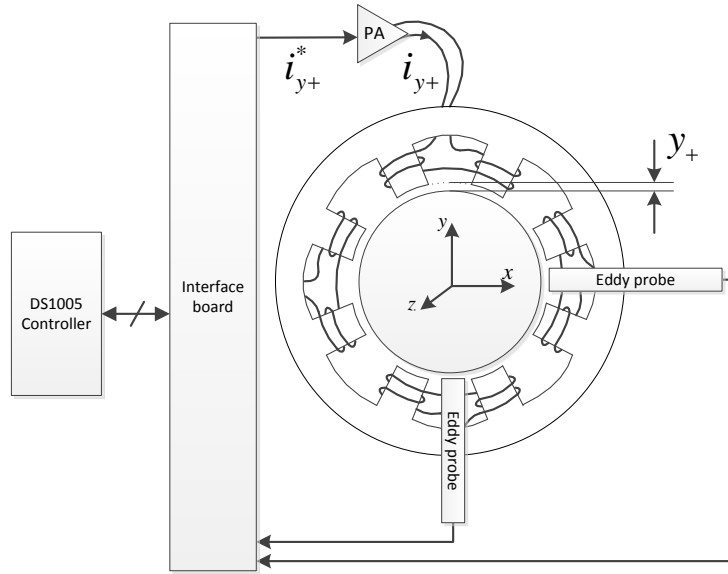 PA
i*y+
iy+
y+
y
x
z
Eddy probe
Interface
board
DS1005
Controller
Eddy probe